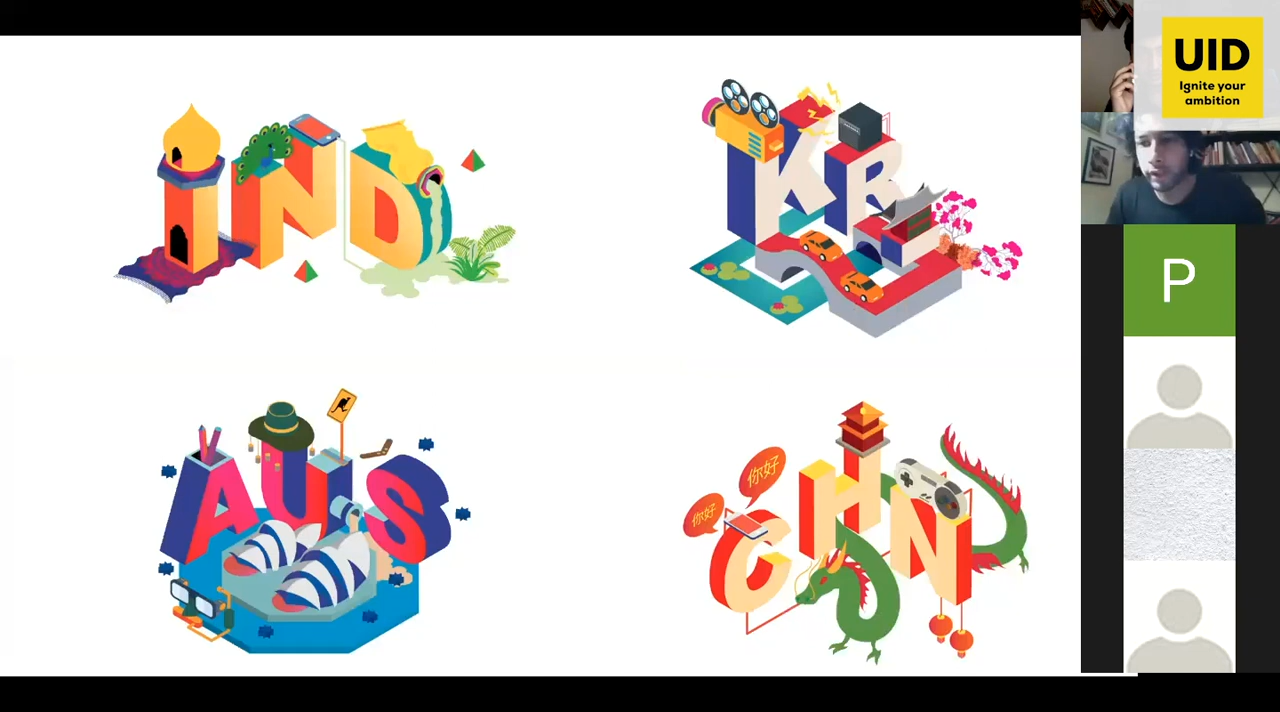 IND
KR
AUS
你好
你好
CHN
UID
Ignite your
ambition
P